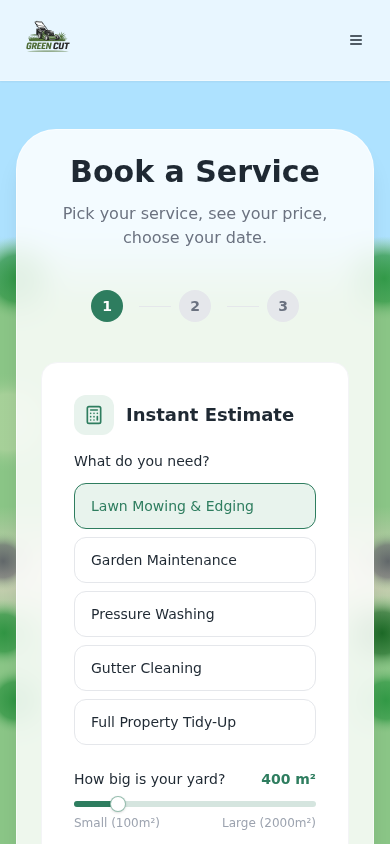 GREEN CUT
Book a Service
Pick your service, see your price,
choose your date.
1 2 3
Instant Estimate
What do you need?
Lawn Mowing & Edging
Garden Maintenance
Pressure Washing
Gutter Cleaning
Full Property Tidy-Up
How big is your yard? 400 m²
Small (100m²) Large (2000m²)